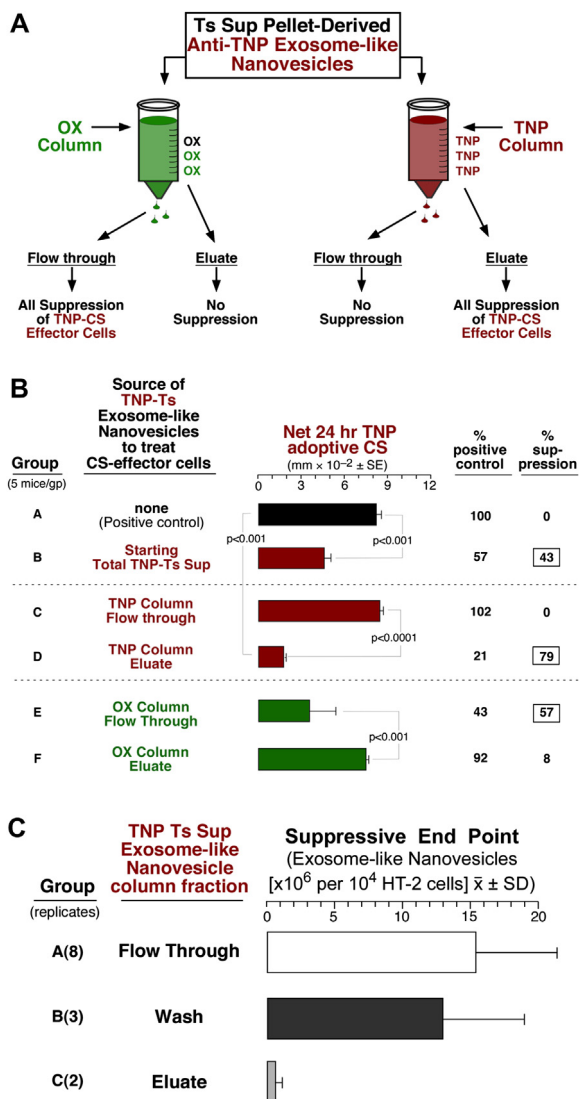 A
Ts Sup Pellet-Derived
Anti-TNP Exosome-like
Nanovesicles
OX
Column
OX
OX
OX
TNP
TNP
TNP
TNP
Column
Flow through
Eluate
Flow through
Eluate
All Suppression
of TNP-CS
Effector Cells
No
Suppression
No
Suppression
All Suppression
of TNP-CS
Effector Cells
B
Source of
TNP-Ts
Exosome-like
Nanovesicles
to treat
CS-effector cells
Group
(5 mice/gp)
Net 24 hr TNP
adoptive CS
(mm × 10⁻² ± SE)
0 3 6 9 12
%
positive
control
%
sup-
pression
A none (Positive control) 100 0
p<0.001 p<0.001
B Starting Total TNP-Ts Sup 57 43
C TNP Column Flow through 102 0
p<0.0001
D TNP Column Eluate 21 79
E OX Column Flow Through 43 57
p<0.001
F OX Column Eluate 92 8
C
TNP Ts Sup
Exosome-like
Nanovesicle
column fraction
Group
(replicates)
Suppressive End Point
(Exosome-like Nanovesicles
[x10⁶ per 10⁴ HT-2 cells] x̄ ± SD)
0 5 10 15 20
A(8) Flow Through
B(3) Wash
C(2) Eluate